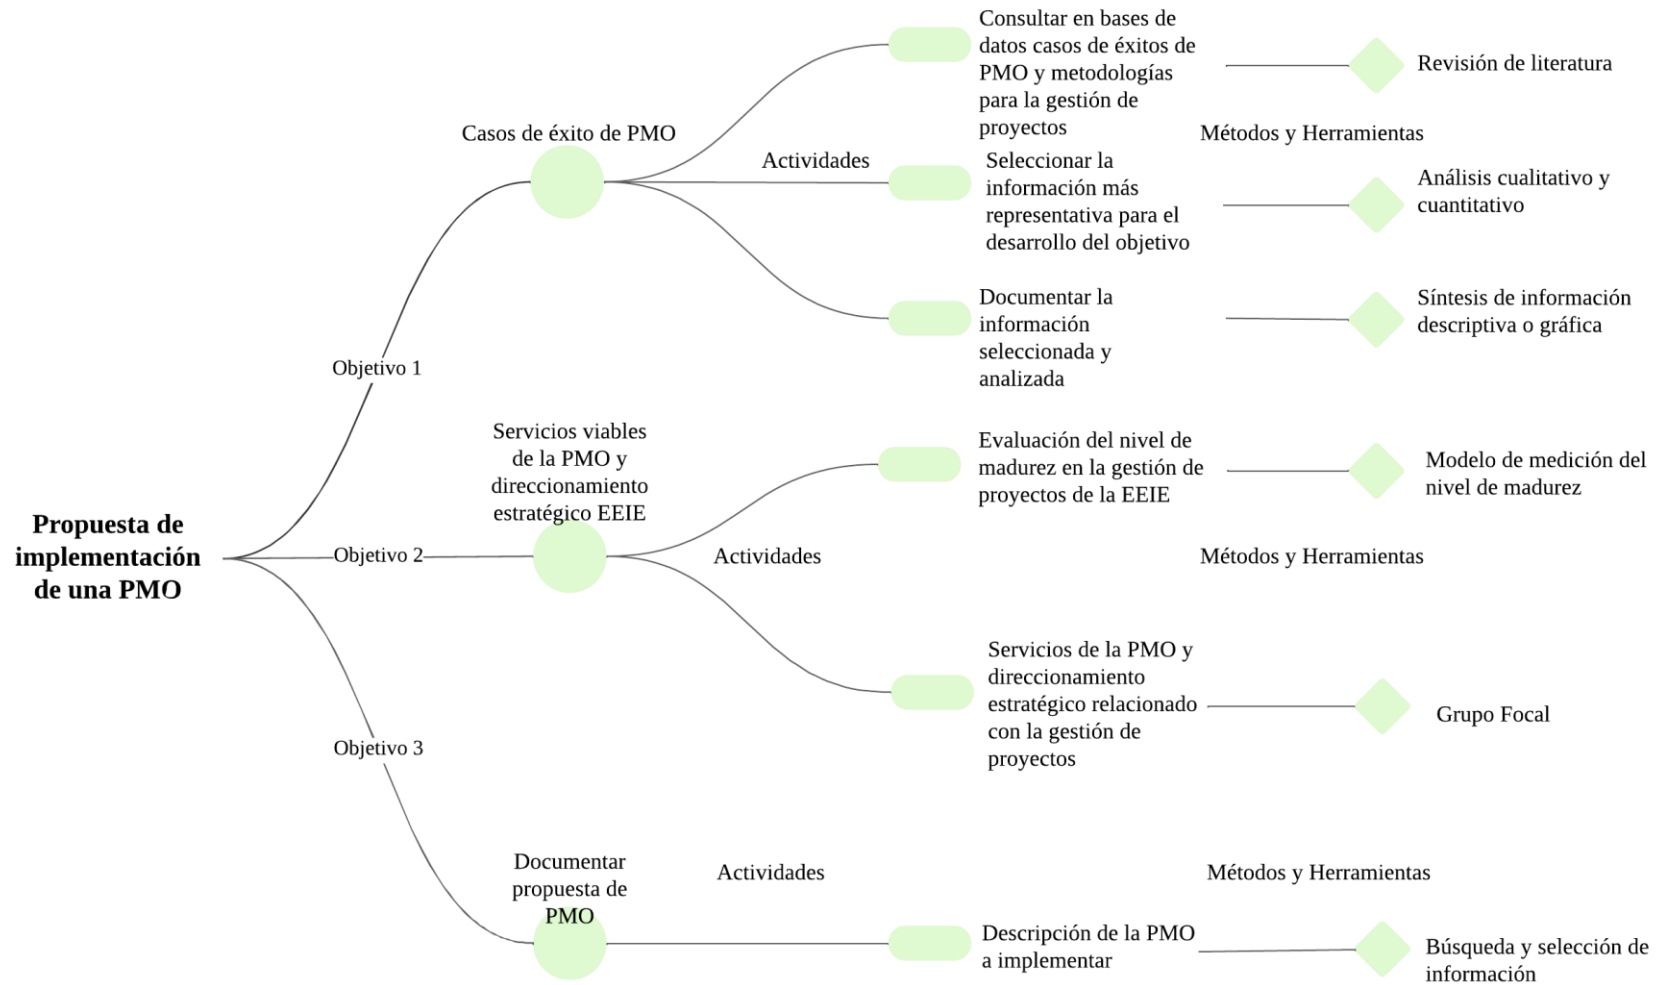 Consultar en bases de
datos casos de éxitos de
PMO y metodologías
para la gestión de
proyectos
Revisión de literatura
Casos de éxito de PMO
Métodos y Herramientas
Actividades
Seleccionar la
información más
representativa para el
desarrollo del objetivo
Análisis cualitativo y
cuantitativo
Documentar la
información
seleccionada y
analizada
Síntesis de información
descriptiva o gráfica
Objetivo 1
Servicios viables
de la PMO y
direccionamiento
estratégico EEIE
Evaluación del nivel de
madurez en la gestión de
proyectos de la EEIE
Modelo de medición del
nivel de madurez
Propuesta de
implementación
de una PMO
Objetivo 2
Actividades
Métodos y Herramientas
Servicios de la PMO y
direccionamiento
estratégico relacionado
con la gestión de
proyectos
Grupo Focal
Objetivo 3
Documentar
propuesta de
PMO
Actividades
Métodos y Herramientas
Descripción de la PMO
a implementar
Búsqueda y selección de
información